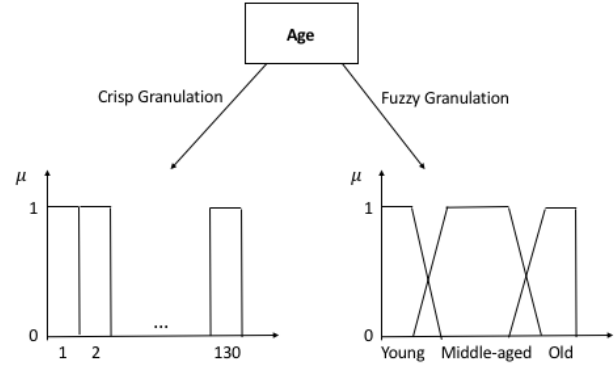 Age
Crisp Granulation
Fuzzy Granulation
μ
1
0
1 2 ... 130
μ
1
0
Young Middle-aged Old